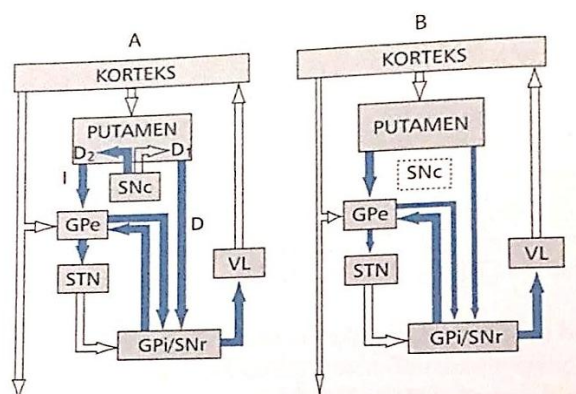 A
KORTEKS
PUTAMEN
D₂
D₁
SNc
I
D
GPe
STN
VL
GPi/SNr
B
KORTEKS
PUTAMEN
SNc
GPe
STN
VL
GPi/SNr